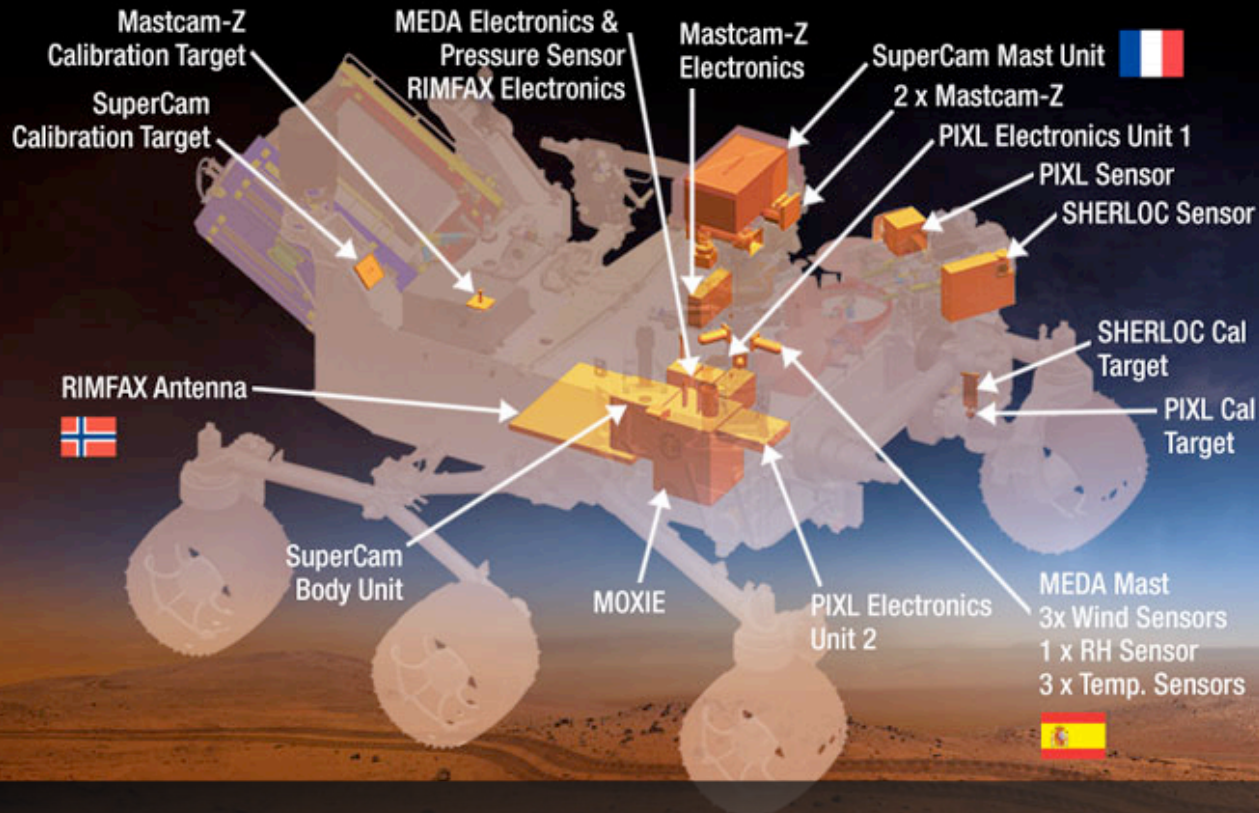 Mastcam-Z
Calibration Target
SuperCam
Calibration Target
MEDA Electronics &
Pressure Sensor
RIMFAX Electronics
Mastcam-Z
Electronics
SuperCam Mast Unit
2 x Mastcam-Z
PIXL Electronics Unit 1
PIXL Sensor
SHERLOC Sensor
SHERLOC Cal
Target
PIXL Cal
Target
RIMFAX Antenna
SuperCam
Body Unit
MOXIE
PIXL Electronics
Unit 2
MEDA Mast
3x Wind Sensors
1 x RH Sensor
3 x Temp. Sensors